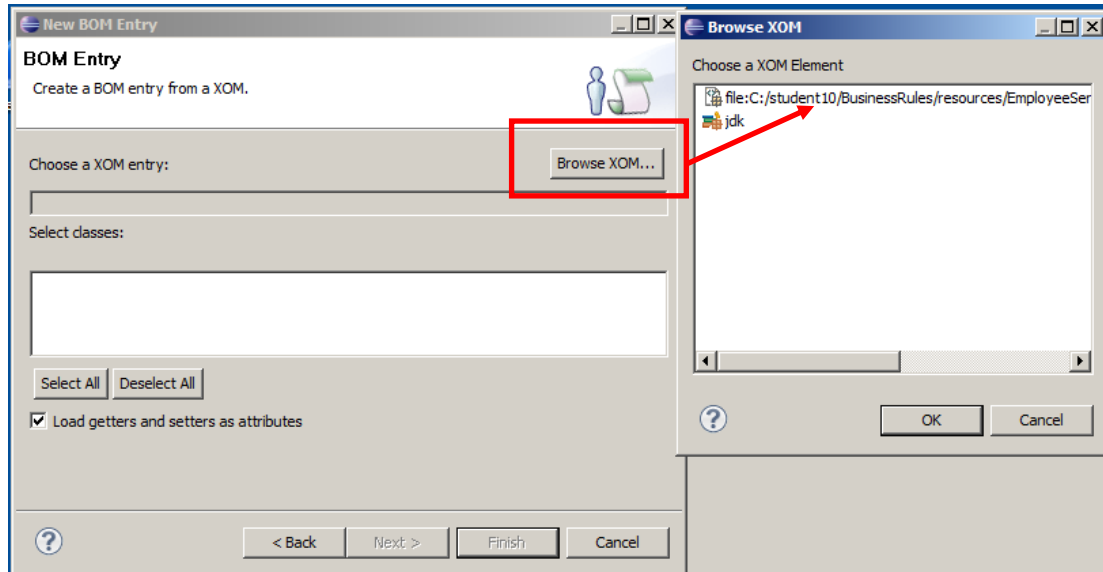 New BOM Entry
BOM Entry
Create a BOM entry from a XOM.
Choose a XOM entry:
Browse XOM...
Select classes:
Select All
Deselect All
Load getters and setters as attributes
< Back
Next >
Finish
Cancel
Browse XOM
Choose a XOM Element
file:C:/student10/BusinessRules/resources/EmployeeSer
jdk
OK
Cancel